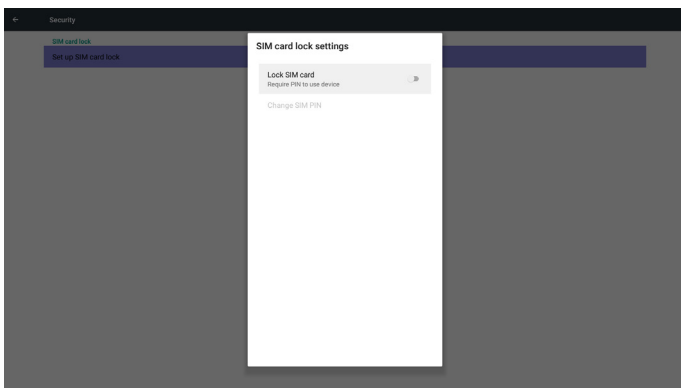 Security
SIM card lock
Set up SIM card lock
SIM card lock settings
Lock SIM card
Require PIN to use device
Change SIM PIN